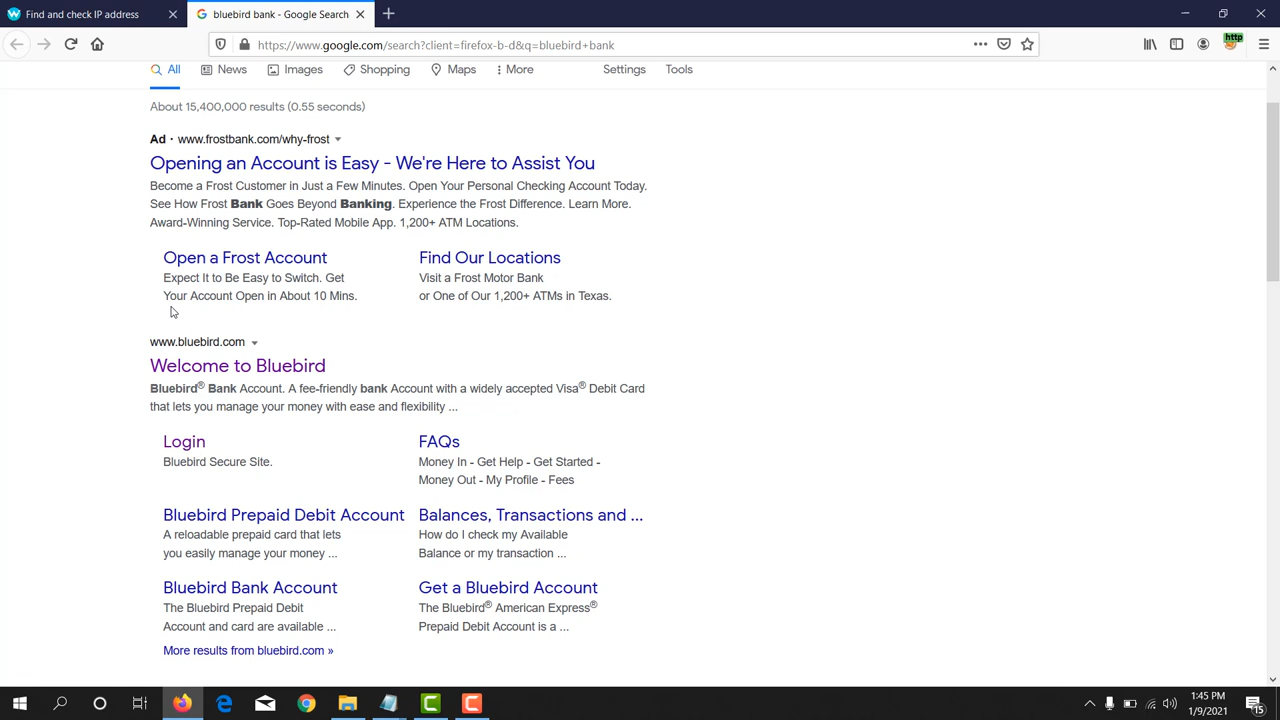 Find and check IP address
bluebird bank - Google Search
https://www.google.com/search?client=firefox-b-d&q=bluebird+bank
http
All News Images Shopping Maps More Settings Tools
About 15,400,000 results (0.55 seconds)
Ad · www.frostbank.com/why-frost
Opening an Account is Easy - We're Here to Assist You
Become a Frost Customer in Just a Few Minutes. Open Your Personal Checking Account Today.
See How Frost Bank Goes Beyond Banking. Experience the Frost Difference. Learn More.
Award-Winning Service. Top-Rated Mobile App. 1,200+ ATM Locations.
Open a Frost Account
Expect It to Be Easy to Switch. Get
Your Account Open in About 10 Mins.
Find Our Locations
Visit a Frost Motor Bank
or One of Our 1,200+ ATMs in Texas.
www.bluebird.com
Welcome to Bluebird
Bluebird® Bank Account. A fee-friendly bank Account with a widely accepted Visa® Debit Card
that lets you manage your money with ease and flexibility ...
Login
Bluebird Secure Site.
FAQs
Money In - Get Help - Get Started -
Money Out - My Profile - Fees
Bluebird Prepaid Debit Account
A reloadable prepaid card that lets
you easily manage your money ...
Balances, Transactions and ...
How do I check my Available
Balance or my transaction ...
Bluebird Bank Account
The Bluebird Prepaid Debit
Account and card are available ...
Get a Bluebird Account
The Bluebird® American Express®
Prepaid Debit Account is a ...
More results from bluebird.com »
1:45 PM
1/9/2021
15